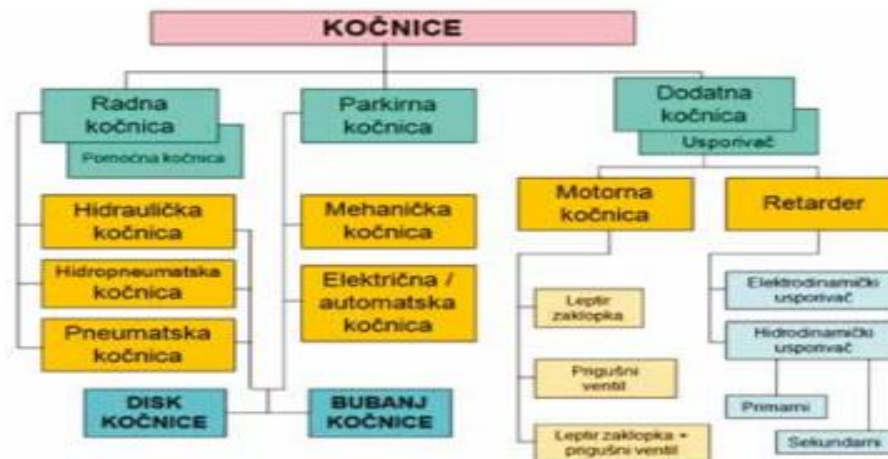 KOČNICE
Radna
kočnica
Pomoćna kočnica
Parkirna
kočnica
Dodatna
kočnica
Usporivač
Hidraulička
kočnica
Hidropneumatska
kočnica
Pneumatska
kočnica
Mehanička
kočnica
Električna /
automatska
kočnica
DISK
KOČNICE
BUBANJ
KOČNICE
Motorna
kočnica
Leptir
zaklopka
Prigušni
ventil
Leptir zaklopka +
prigušni ventil
Retarder
Elektrodinamički
usporivač
Hidrodinamički
usporivač
Primarni
Sekundarni